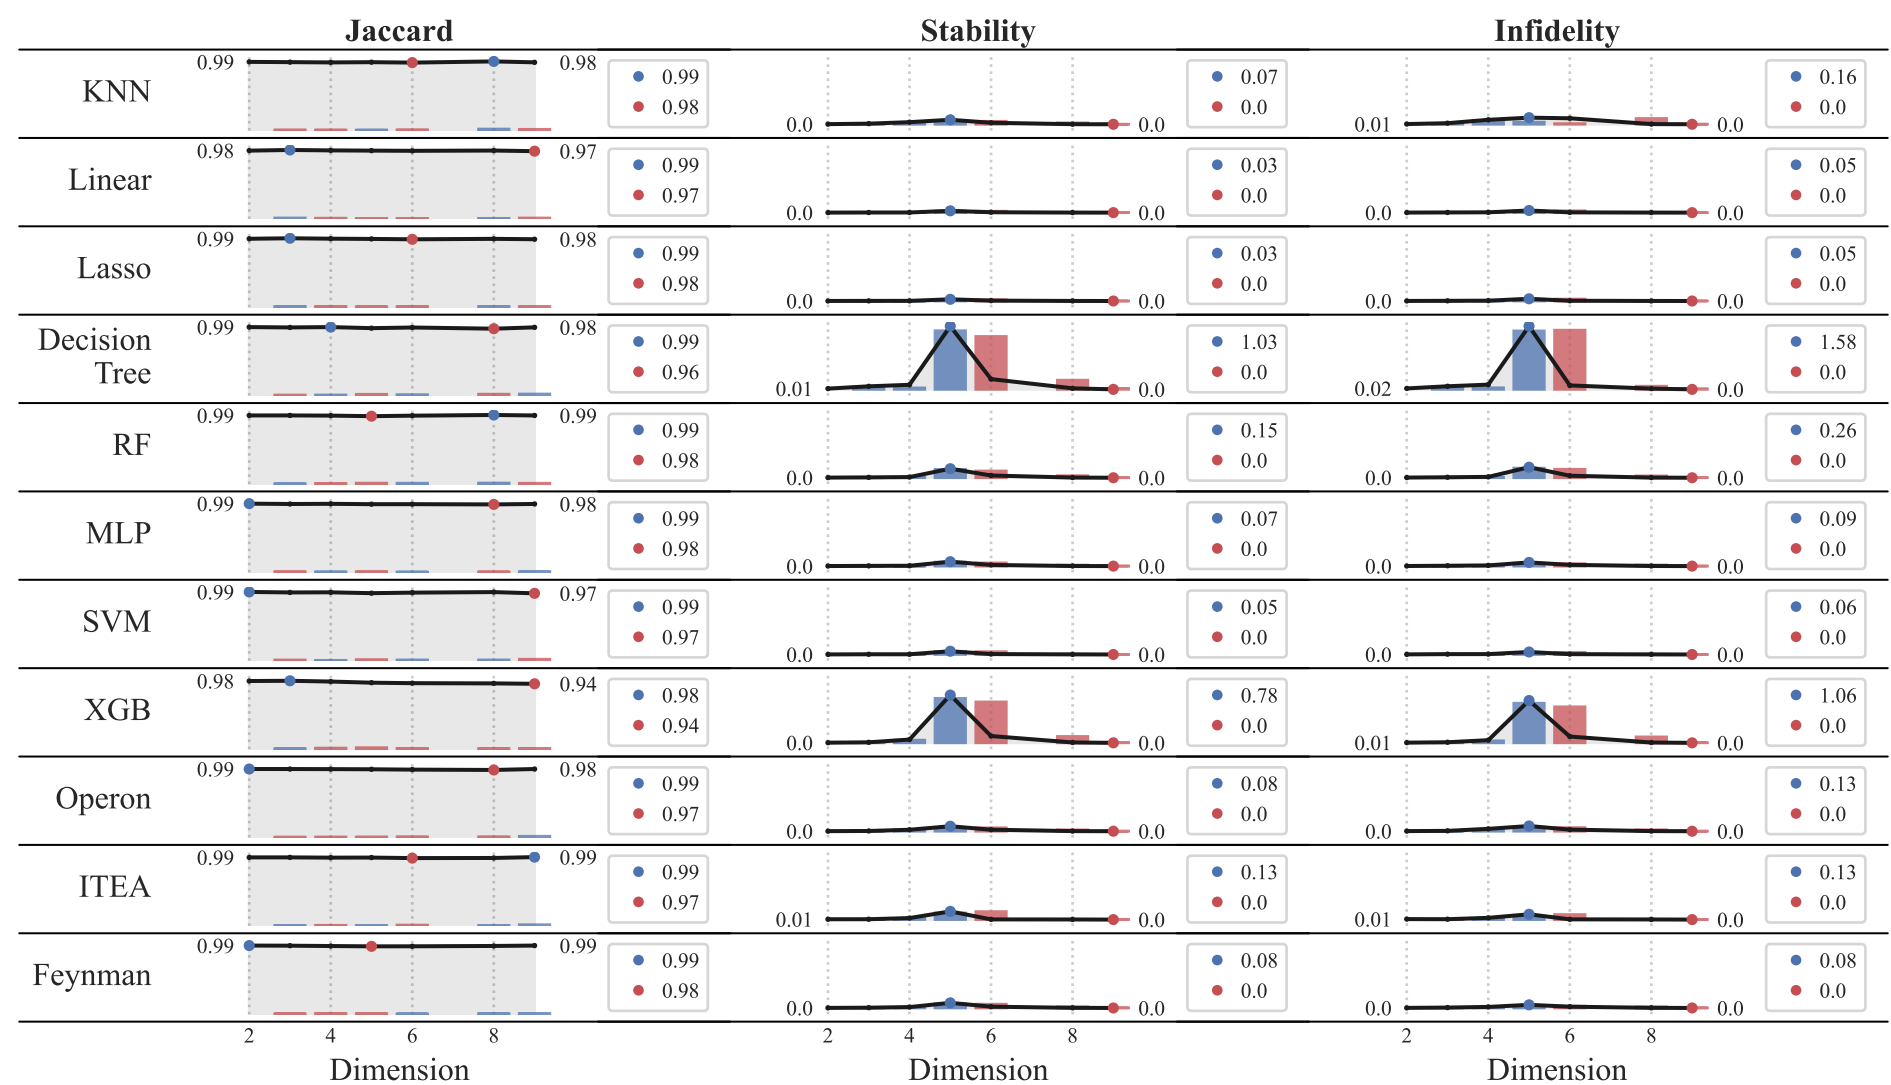 Jaccard Stability Infidelity
KNN 0.99 0.98 0.99 0.98 0.0 0.0 0.07 0.0 0.01 0.0 0.16 0.0
Linear 0.98 0.97 0.99 0.97 0.0 0.0 0.03 0.0 0.0 0.0 0.05 0.0
Lasso 0.99 0.98 0.99 0.98 0.0 0.0 0.03 0.0 0.0 0.0 0.05 0.0
Decision
Tree 0.99 0.98 0.99 0.96 0.01 0.0 1.03 0.0 0.02 0.0 1.58 0.0
RF 0.99 0.99 0.99 0.98 0.0 0.0 0.15 0.0 0.0 0.0 0.26 0.0
MLP 0.99 0.98 0.99 0.98 0.0 0.0 0.07 0.0 0.0 0.0 0.09 0.0
SVM 0.99 0.97 0.99 0.97 0.0 0.0 0.05 0.0 0.0 0.0 0.06 0.0
XGB 0.98 0.94 0.98 0.94 0.0 0.0 0.78 0.0 0.01 0.0 1.06 0.0
Operon 0.99 0.98 0.99 0.97 0.0 0.0 0.08 0.0 0.0 0.0 0.13 0.0
ITEA 0.99 0.99 0.99 0.97 0.01 0.0 0.13 0.0 0.01 0.0 0.13 0.0
Feynman 0.99 0.99 0.99 0.98 0.0 0.0 0.08 0.0 0.0 0.0 0.08 0.0
2 4 6 8 2 4 6 8 2 4 6 8
Dimension Dimension Dimension